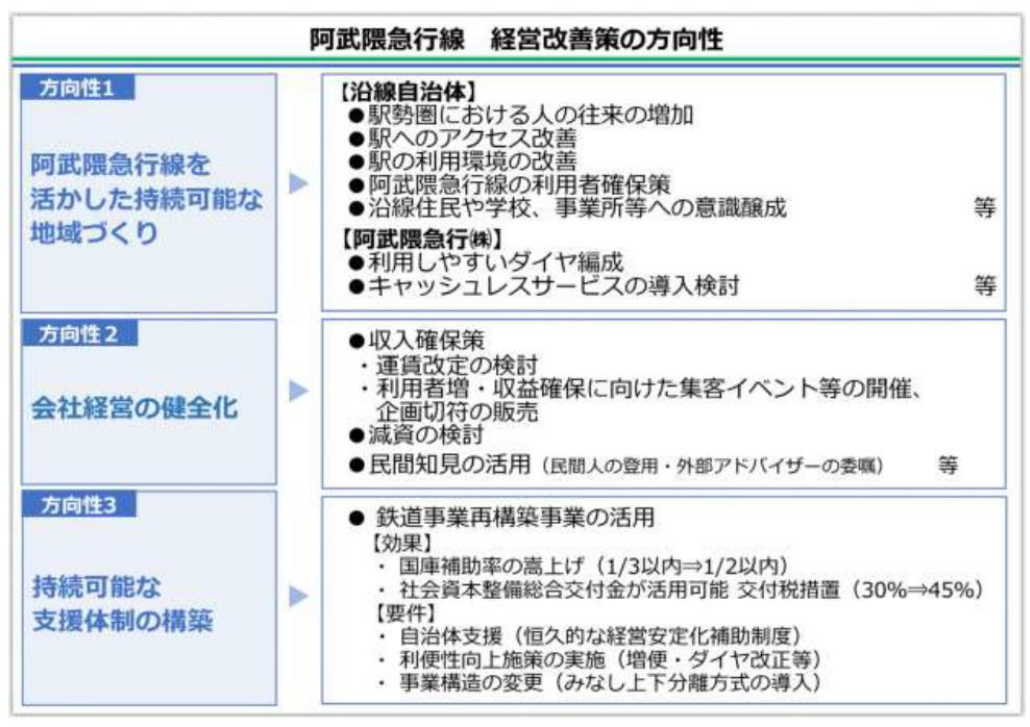 阿武隈急行線　経営改善策の方向性
方向性1
阿武隈急行線を
活かした持続可能な
地域づくり
【沿線自治体】
●駅勢圏における人の往来の増加
●駅へのアクセス改善
●駅の利用環境の改善
●阿武隈急行線の利用者確保策
●沿線住民や学校、事業所等への意識醸成　等
【阿武隈急行㈱】
●利用しやすいダイヤ編成
●キャッシュレスサービスの導入検討　等
方向性2
会社経営の健全化
●収入確保策
・運賃改定の検討
・利用者増・収益確保に向けた集客イベント等の開催、
企画切符の販売
●減資の検討
●民間知見の活用（民間人の登用・外部アドバイザーの委嘱）　等
方向性3
持続可能な
支援体制の構築
● 鉄道事業再構築事業の活用
【効果】
・ 国庫補助率の嵩上げ（1/3以内⇒1/2以内）
・ 社会資本整備総合交付金が活用可能 交付税措置（30%⇒45%）
【要件】
・ 自治体支援（恒久的な経営安定化補助制度）
・ 利便性向上施策の実施（増便・ダイヤ改正等）
・ 事業構造の変更（みなし上下分離方式の導入）